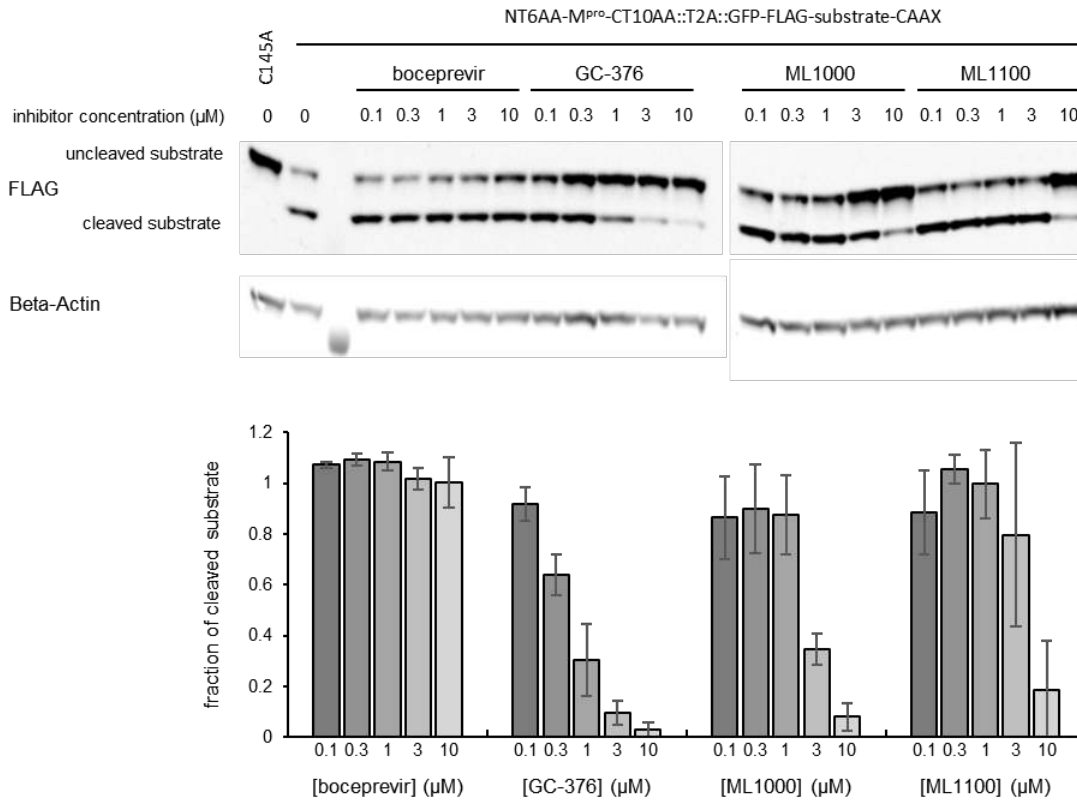 NT6AA-Mᵖʳᵒ-CT10AA::T2A::GFP-FLAG-substrate-CAAX
C145A
boceprevir GC-376 ML1000 ML1100
inhibitor concentration (µM) 0 0 0.1 0.3 1 3 10 0.1 0.3 1 3 10 0.1 0.3 1 3 10 0.1 0.3 1 3 10
uncleaved substrate
FLAG
cleaved substrate
Beta-Actin
fraction of cleaved substrate
1.2
1
0.8
0.6
0.4
0.2
0
0.1 0.3 1 3 10 0.1 0.3 1 3 10 0.1 0.3 1 3 10 0.1 0.3 1 3 10
[boceprevir] (µM) [GC-376] (µM) [ML1000] (µM) [ML1100] (µM)